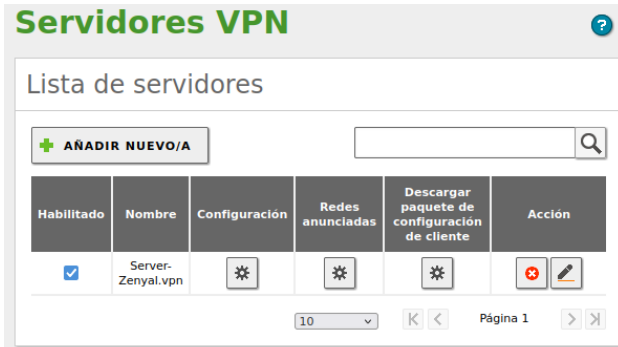 Servidores VPN
?
Lista de servidores
AÑADIR NUEVO/A
Habilitado
Nombre
Configuración
Redes
anunciadas
Descargar
paquete de
configuración
de cliente
Acción
Server-
Zenyal.vpn
10
Página 1